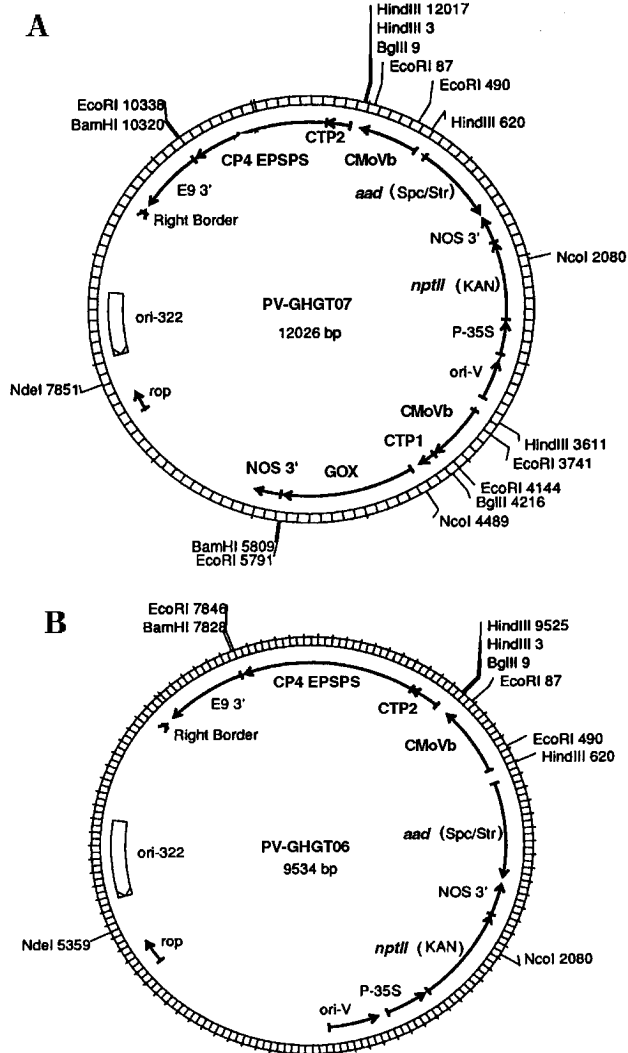 A
HindIII 12017
HindIII 3
BglII 9
EcoRI 87
EcoRI 490
HindIII 620
EcoRI 10338
BamHI 10320
CTP2
CP4 EPSPS
CMoVb
E9 3'
aad (Spc/Str)
Right Border
NOS 3'
NcoI 2080
nptII (KAN)
ori-322
PV-GHGT07
12026 bp
P-35S
ori-V
NdeI 7851
rop
CMoVb
CTP1
HindIII 3611
EcoRI 3741
NOS 3'
GOX
EcoRI 4144
BglII 4216
NcoI 4489
BamHI 5809
EcoRI 5791
B
EcoRI 7846
BamHI 7828
HindIII 9525
HindIII 3
BglII 9
EcoRI 87
CP4 EPSPS
E9 3'
CTP2
Right Border
CMoVb
EcoRI 490
HindIII 620
aad (Spc/Str)
ori-322
PV-GHGT06
9534 bp
NOS 3'
NdeI 5359
rop
nptII (KAN)
NcoI 2080
P-35S
ori-V